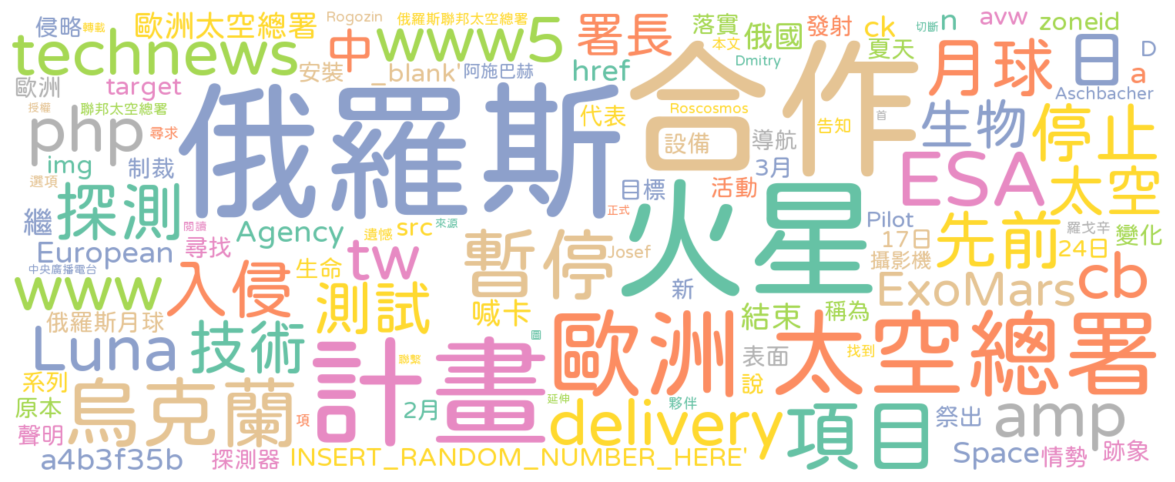 侵略 轉載 歐洲太空總署 Rogozin 俄羅斯聯邦太空總署 署長 落實 發射 切斷 n avw zoneid
technews 中 www5 本文 俄國 ck 夏天 月球 日 D
歐洲 target 安裝 _blank' 阿施巴赫 href Dmitry 合作 a Aschbacher
授權 聯邦太空總署 俄羅斯 代表 Roscosmos 告知 首
php 尋求 設備 導航 生物 停止
img 制裁 3月 ESA 太空
選項 探測 目標 活動 火星
繼 閱讀 src 來源 正式 Pilot 先前 羅戈辛 變化
European 尋找 Agency 遺憾 暫停 Josef 17日 24日
中央廣播電台 入侵 生命 tw 新 攝影機 cb
www 測試 喊卡 ExoMars
俄羅斯月球 結束 稱為
Luna 技術 計畫 圖 歐洲太空總署
聯繫 表面 找到
系列 烏克蘭 說
原本 2月 延伸 夥伴 祭出 amp
聲明 項 delivery 項目
a4b3f35b 探測器 INSERT_RANDOM_NUMBER_HERE' Space 情勢 跡象